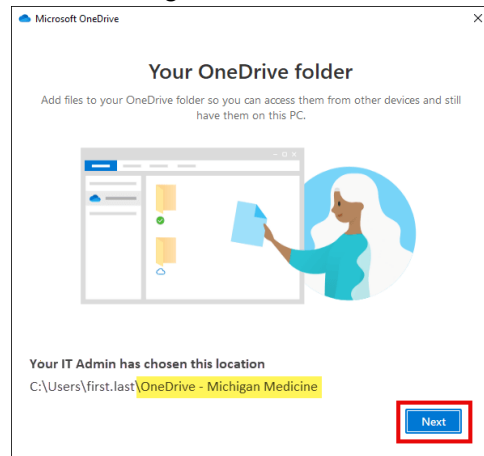 Microsoft OneDrive
Your OneDrive folder
Add files to your OneDrive folder so you can access them from other devices and still
have them on this PC.
Your IT Admin has chosen this location
C:\Users\first.last\OneDrive - Michigan Medicine
Next